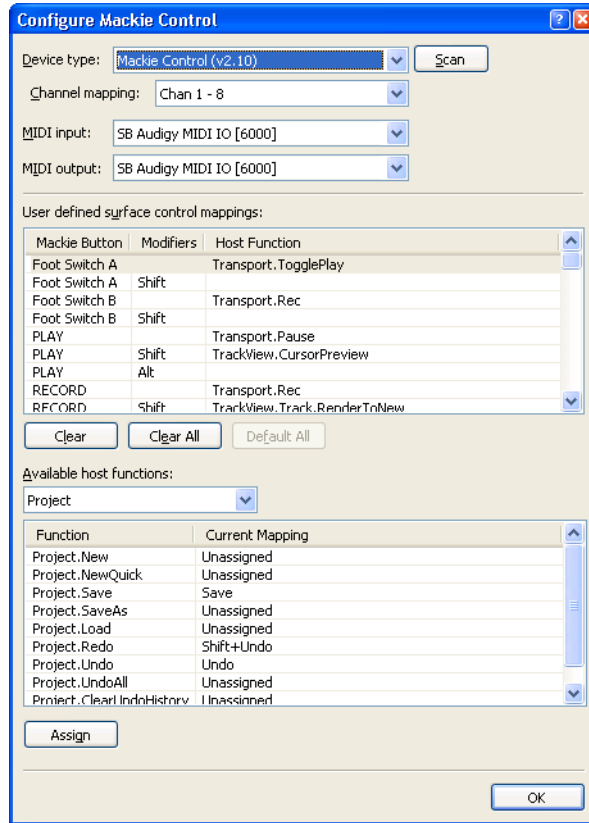 Configure Mackie Control
Device type: Mackie Control (v2.10) Scan
Channel mapping: Chan 1 - 8
MIDI input: SB Audigy MIDI IO [6000]
MIDI output: SB Audigy MIDI IO [6000]
User defined surface control mappings:
Mackie Button Modifiers Host Function
Foot Switch A Transport.TogglePlay
Foot Switch A Shift
Foot Switch B Transport.Rec
Foot Switch B Shift
PLAY Transport.Pause
PLAY Shift TrackView.CursorPreview
PLAY Alt
RECORD Transport.Rec
RECORD Shift TrackView.Track.RenderToNew
Clear Clear All Default All
Available host functions:
Project
Function Current Mapping
Project.New Unassigned
Project.NewQuick Unassigned
Project.Save Save
Project.SaveAs Unassigned
Project.Load Unassigned
Project.Redo Shift+Undo
Project.Undo Undo
Project.UndoAll Unassigned
Project.ClearUndoHistory Unassigned
Assign
OK